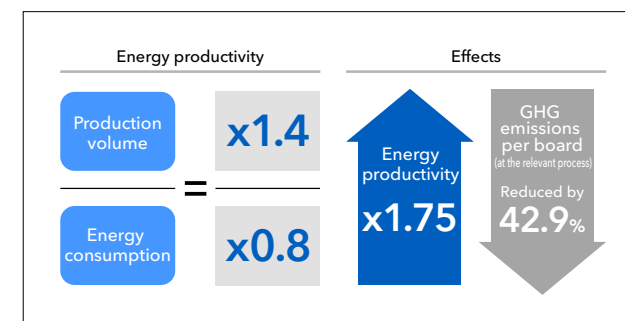 Energy productivity
Production
volume
Energy
consumption
=
x1.4
x0.8
Effects
Energy
productivity
x1.75
GHG
emissions
per board
(at the relevant process)
Reduced by
42.9%